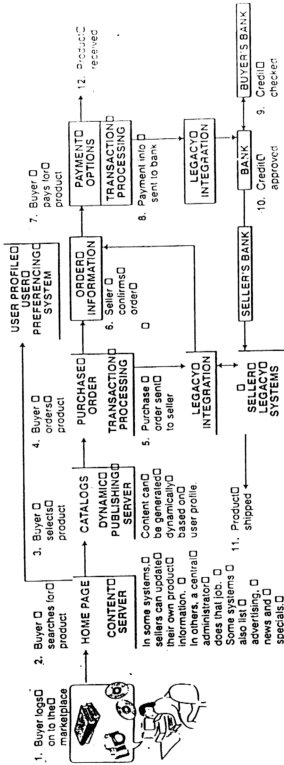 1. Buyer logs
on to the
marketplace
2. Buyer
searches for
product
HOME PAGE
CONTENT
SERVER
In some systems,
sellers can update
their own product
information.
In others, a central
administrator
does that job.
Some systems
also list
advertising,
news and
specials.
3. Buyer
selects
product
CATALOGS
DYNAMIC
PUBLISHING
SERVER
Content can
be generated
dynamically
based on
user profile.
4. Buyer
orders
product
PURCHASE
ORDER
TRANSACTION
PROCESSING
5. Purchase
order sent
to seller
LEGACY
INTEGRATION
SELLER
LEGACY
SYSTEMS
11. Product
shipped
USER PROFILE
USER
PREFERENCING
SYSTEM
ORDER
INFORMATION
6. Seller
confirms
order
7. Buyer
pays for
product
PAYMENT
OPTIONS
TRANSACTION
PROCESSING
8. Payment info
sent to bank
LEGACY
INTEGRATION
SELLER'S BANK
BANK
BUYER'S BANK
9. Credit
checked
10. Credit
approved
12. Product
received